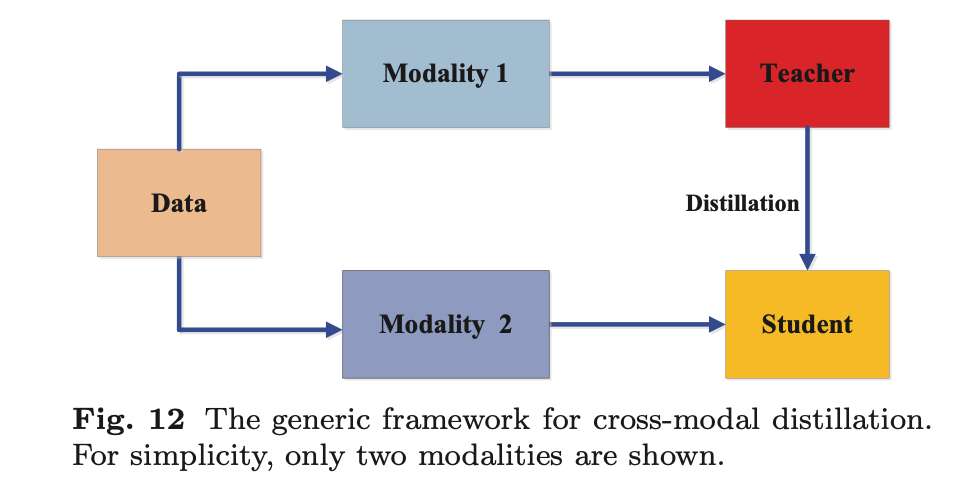 Modality 1
Teacher
Data
Distillation
Modality 2
Student
Fig. 12 The generic framework for cross-modal distillation.
For simplicity, only two modalities are shown.